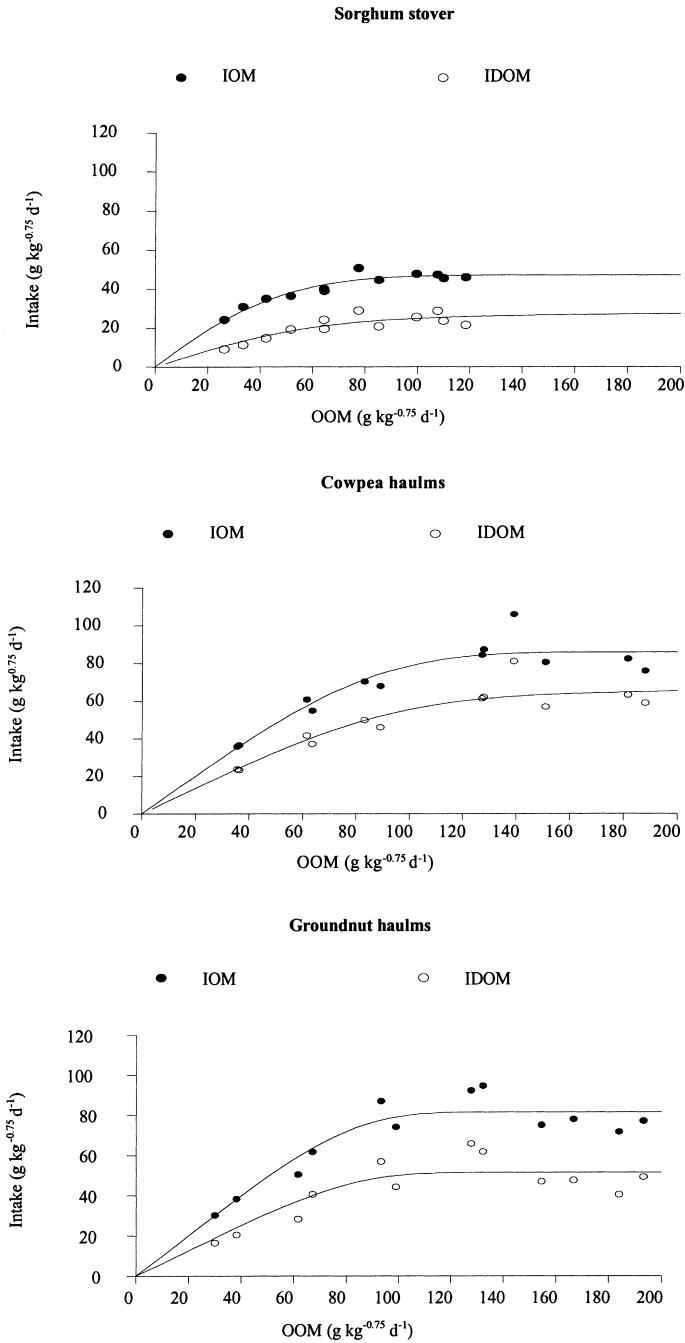 Sorghum stover
IOM IDOM
120
100
80
60
40
20
0
Intake (g kg-0.75 d-1)
0 20 40 60 80 100 120 140 160 180 200
OOM (g kg-0.75 d-1)
Cowpea haulms
IOM IDOM
120
100
80
60
40
20
0
Intake (g kg0.75 d-1)
0 20 40 60 80 100 120 140 160 180 200
OOM (g kg-0.75 d-1)
Groundnut haulms
IOM IDOM
120
100
80
60
40
20
0
Intake (g kg-0.75 d-1)
0 20 40 60 80 100 120 140 160 180 200
OOM (g kg-0.75 d-1)